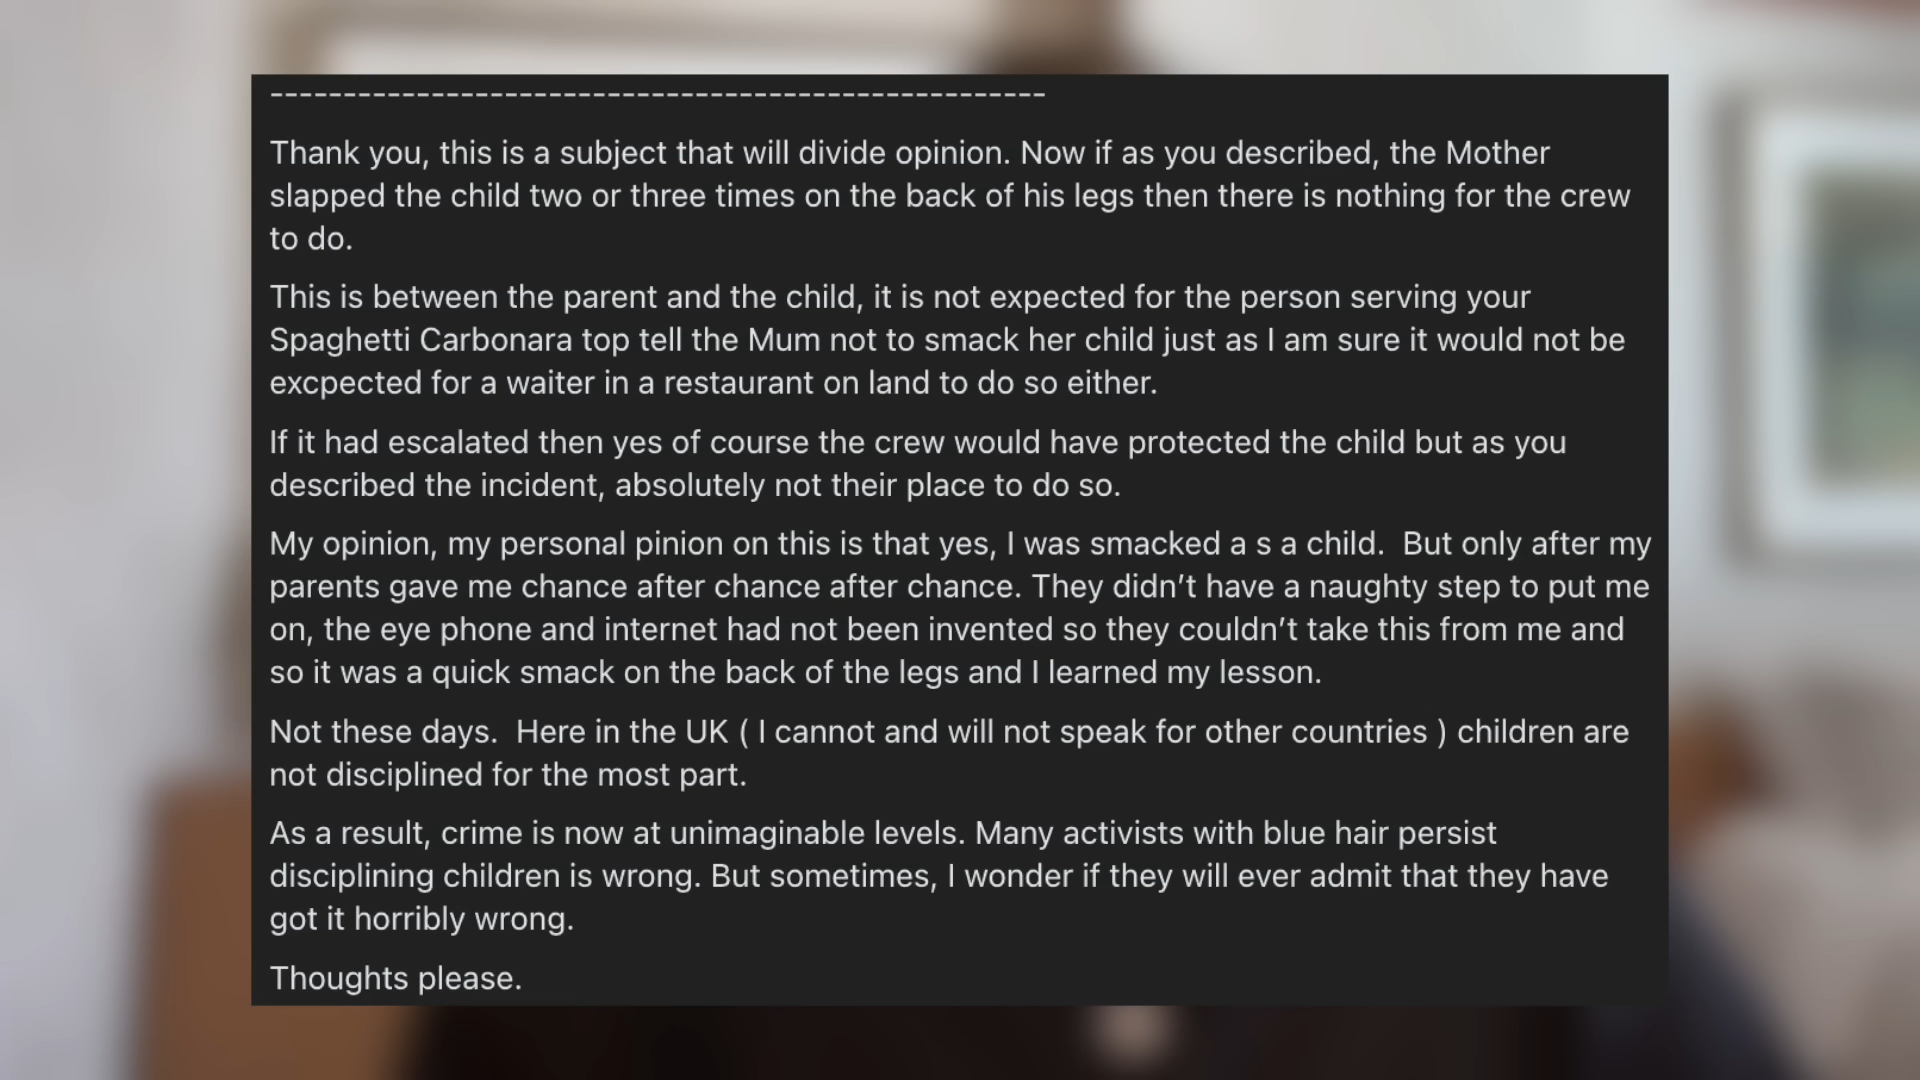 -----------------------------------------------------
Thank you, this is a subject that will divide opinion. Now if as you described, the Mother
slapped the child two or three times on the back of his legs then there is nothing for the crew
to do.
This is between the parent and the child, it is not expected for the person serving your
Spaghetti Carbonara top tell the Mum not to smack her child just as I am sure it would not be
excpected for a waiter in a restaurant on land to do so either.
If it had escalated then yes of course the crew would have protected the child but as you
described the incident, absolutely not their place to do so.
My opinion, my personal pinion on this is that yes, I was smacked a s a child.  But only after my
parents gave me chance after chance after chance. They didn’t have a naughty step to put me
on, the eye phone and internet had not been invented so they couldn’t take this from me and
so it was a quick smack on the back of the legs and I learned my lesson.
Not these days.  Here in the UK ( I cannot and will not speak for other countries ) children are
not disciplined for the most part.
As a result, crime is now at unimaginable levels. Many activists with blue hair persist
disciplining children is wrong. But sometimes, I wonder if they will ever admit that they have
got it horribly wrong.
Thoughts please.